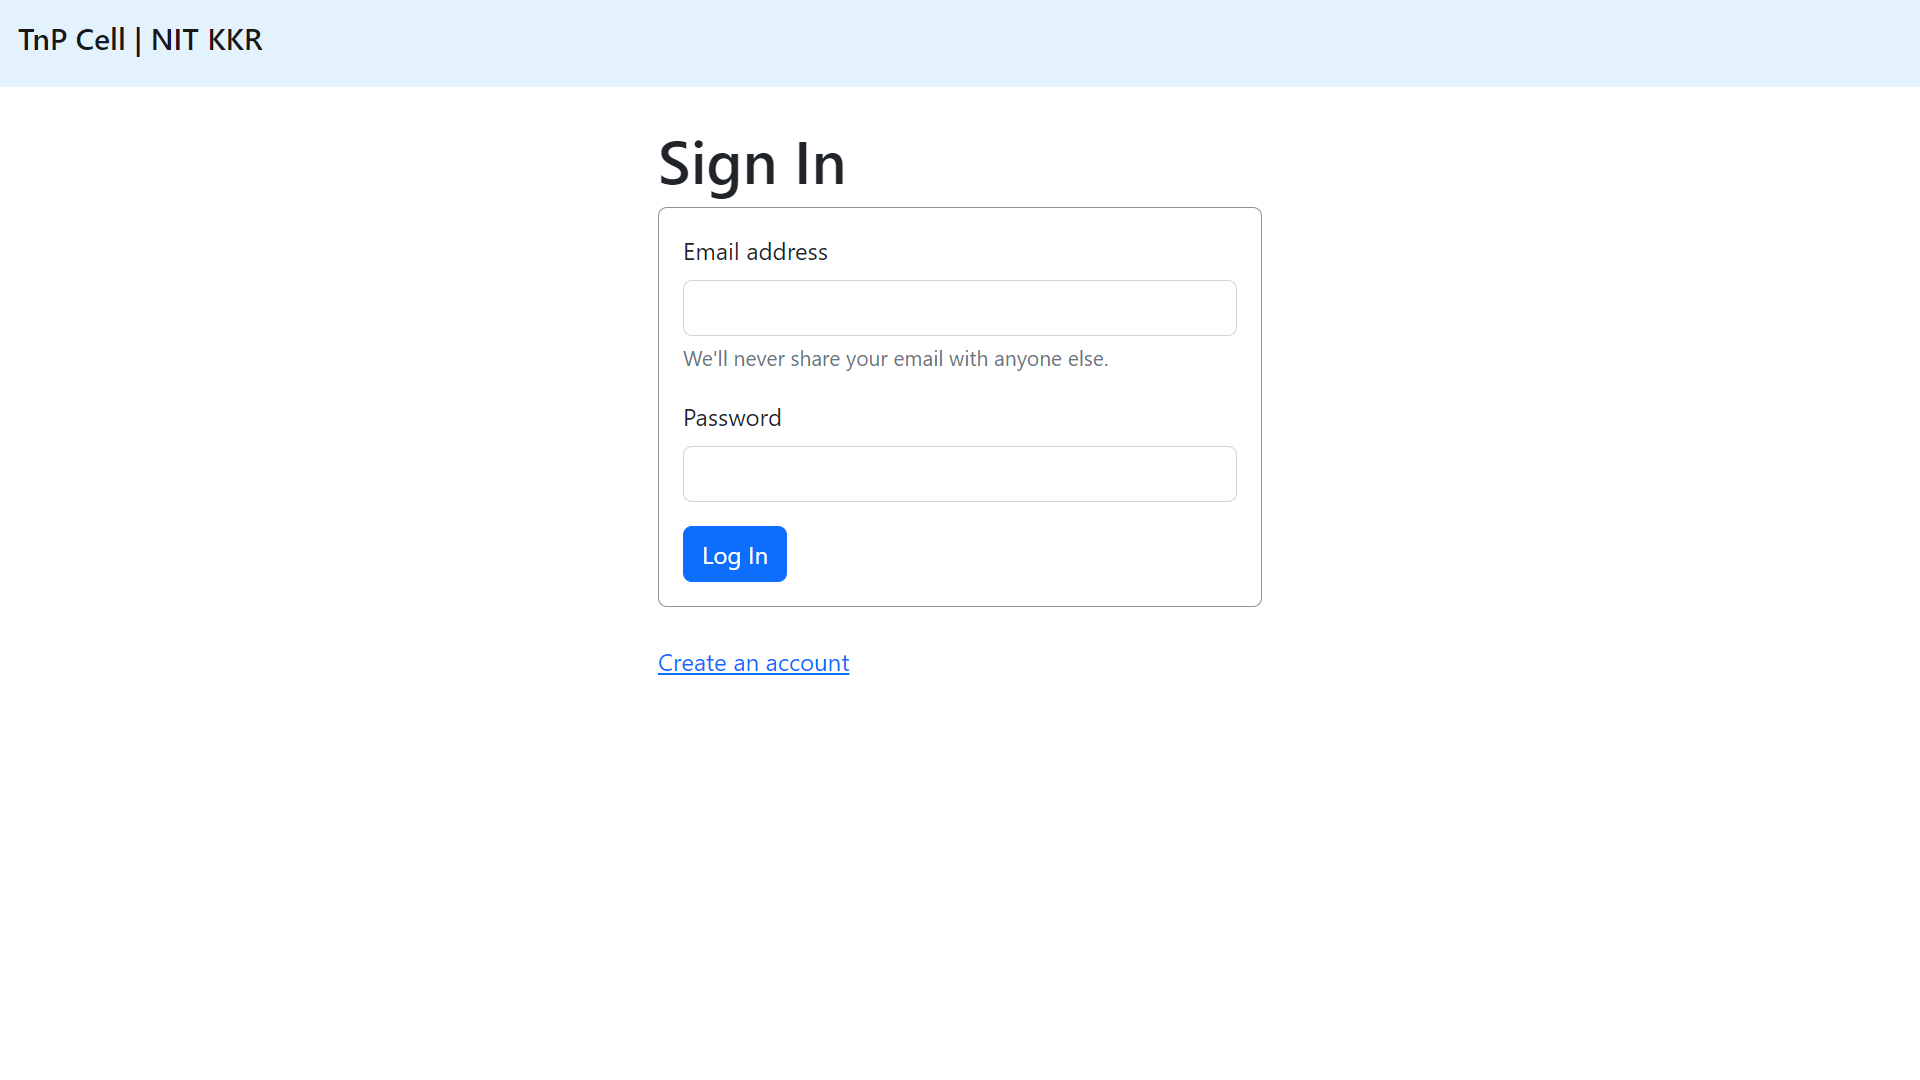 TnP Cell | NIT KKR
Sign In
Email address
We'll never share your email with anyone else.
Password
Log In
Create an account